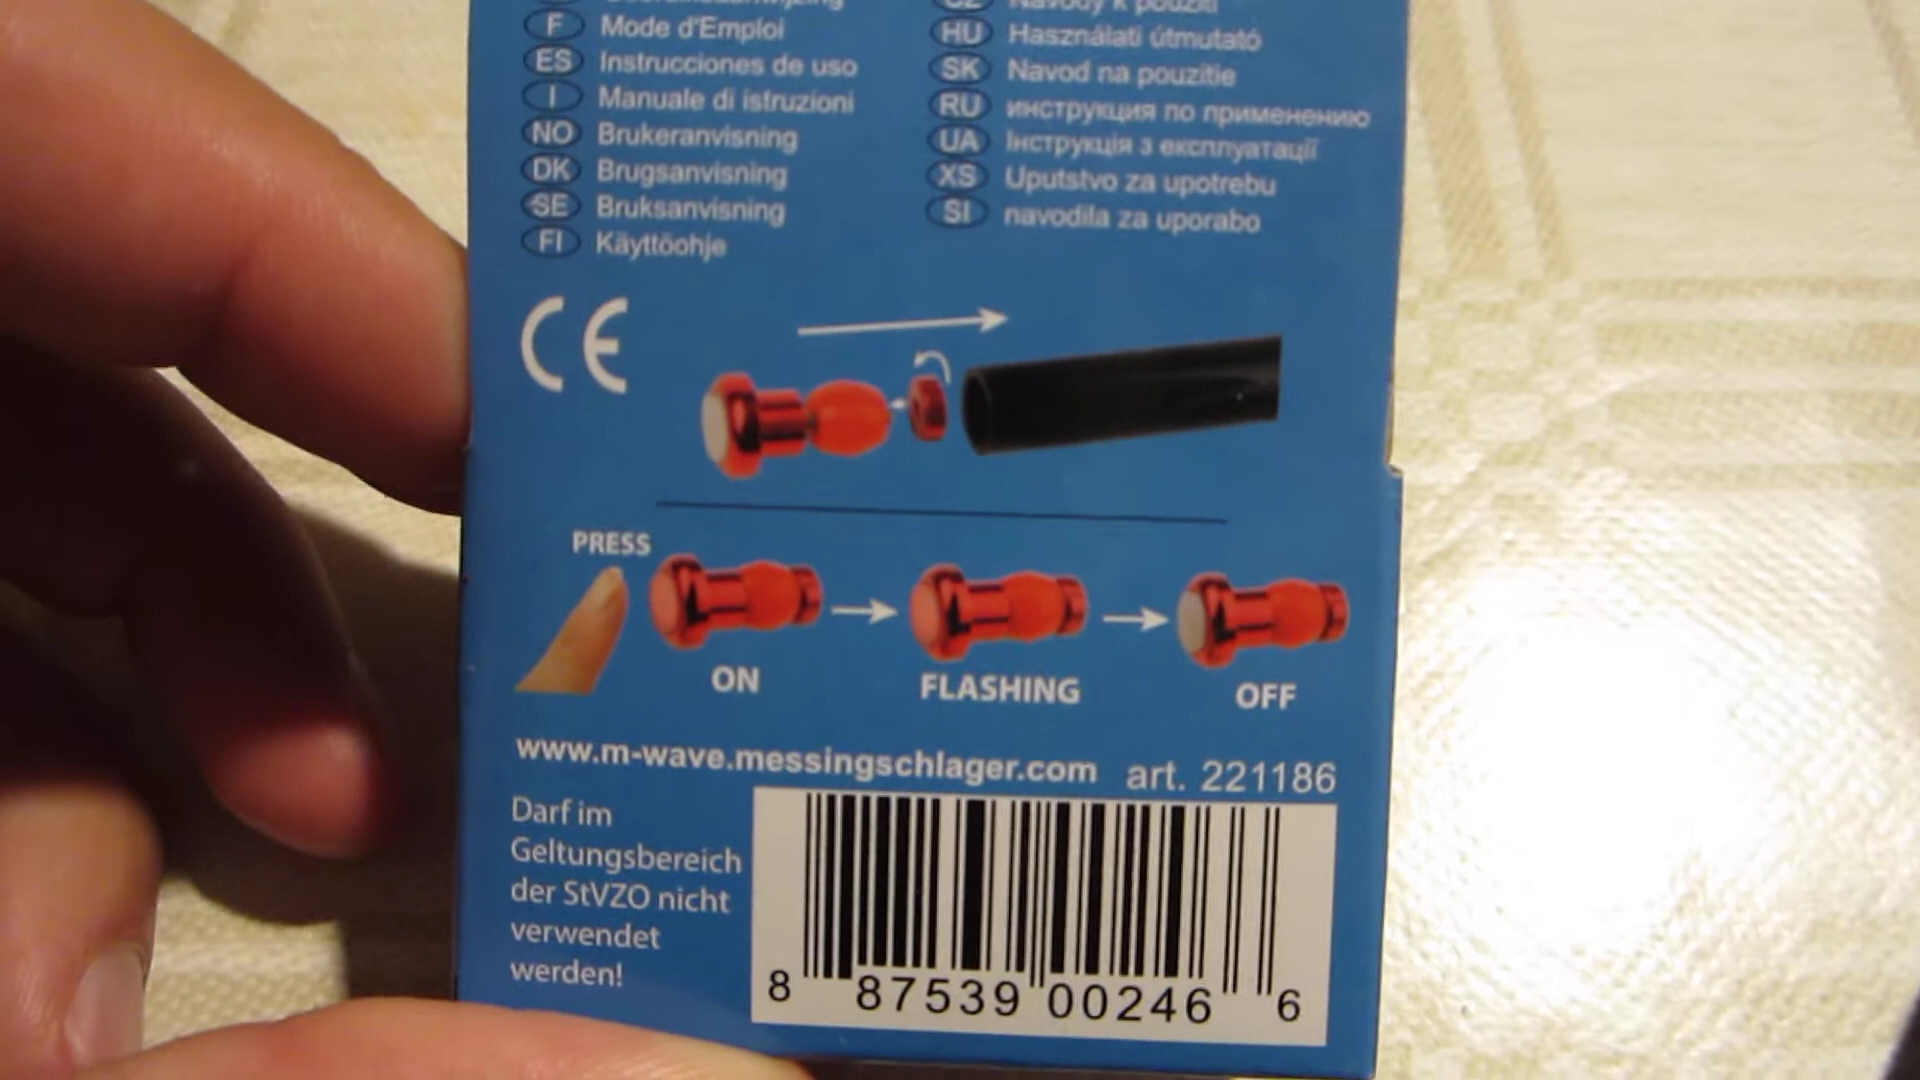 F Mode d'Emploi
ES Instrucciones de uso
I Manuale di istruzioni
NO Brukeranvisning
DK Brugsanvisning
SE Bruksanvisning
FI Käyttöohje
CZ Navody k pouziti
HU Használati útmutató
SK Navod na pouzitie
RU инструкция по применению
UA Інструкція з експлуатації
XS Uputstvo za upotrebu
SI navodila za uporabo
CE
PRESS
ON
FLASHING
OFF
www.m-wave.messingschlager.com art. 221186
Darf im
Geltungsbereich
der StVZO nicht
verwendet
werden!
8 87539 00246 6